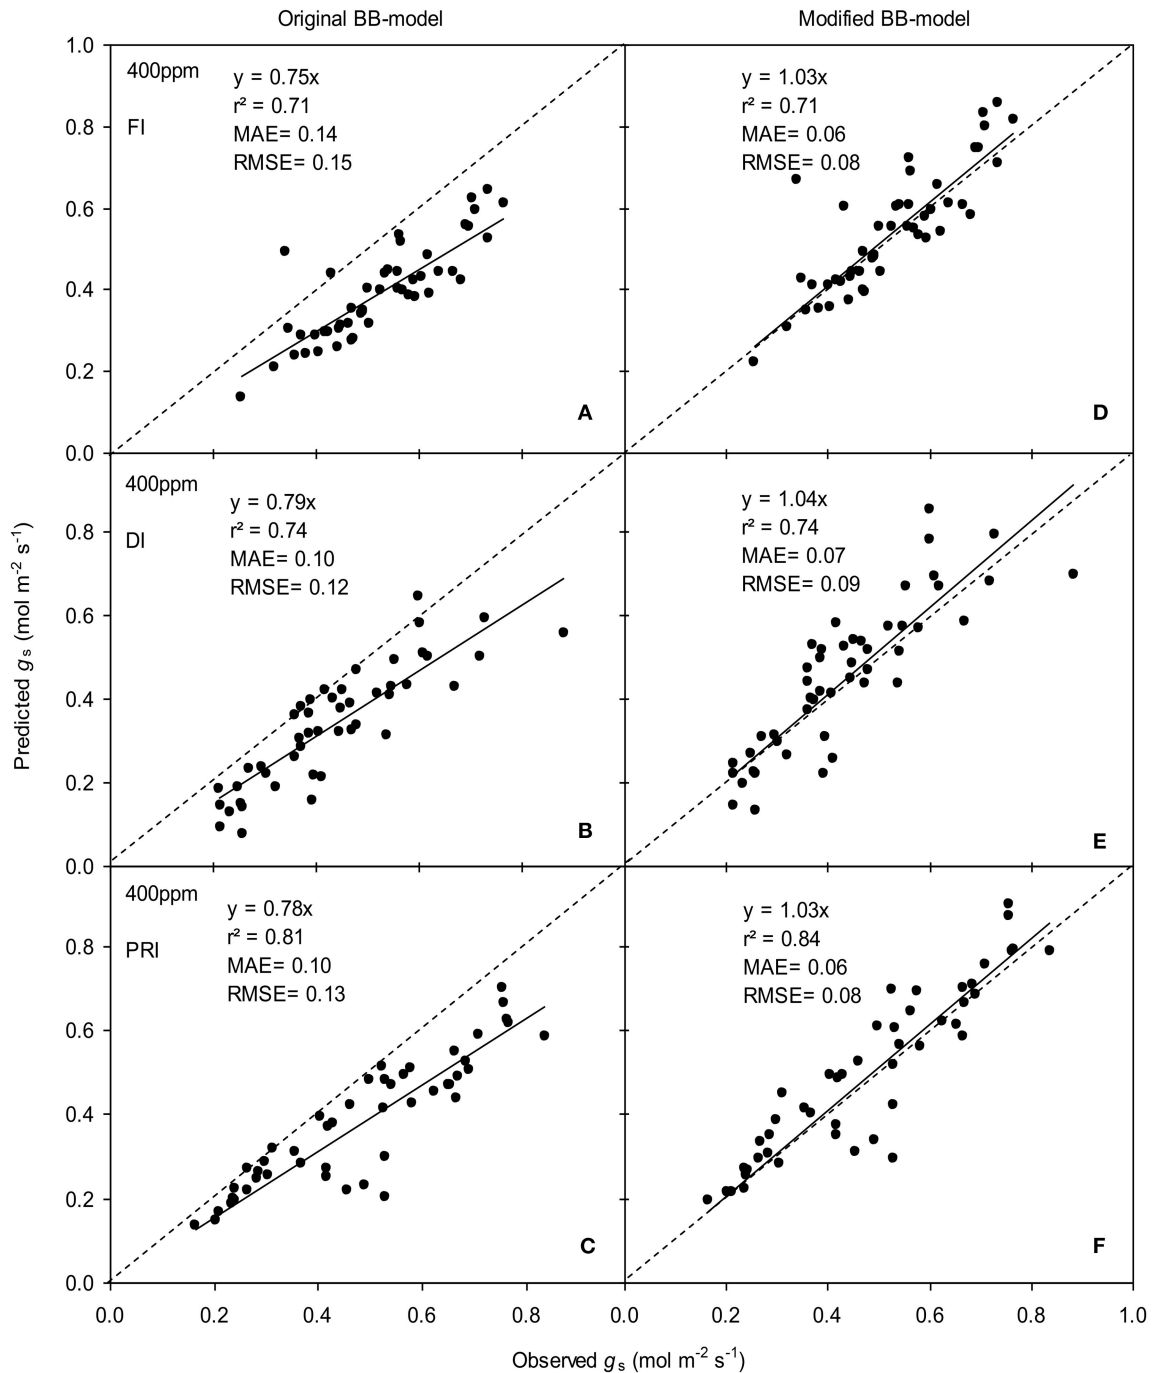 Original BB-model
Modified BB-model
1.0
0.8
0.6
0.4
0.2
0.0
400ppm
FI
y = 0.75x
r² = 0.71
MAE= 0.14
RMSE= 0.15
A
y = 1.03x
r² = 0.71
MAE= 0.06
RMSE= 0.08
D
0.8
0.6
0.4
0.2
0.0
400ppm
DI
y = 0.79x
r² = 0.74
MAE= 0.10
RMSE= 0.12
B
y = 1.04x
r² = 0.74
MAE= 0.07
RMSE= 0.09
E
0.8
0.6
0.4
0.2
0.0
400ppm
PRI
y = 0.78x
r² = 0.81
MAE= 0.10
RMSE= 0.13
C
y = 1.03x
r² = 0.84
MAE= 0.06
RMSE= 0.08
F
0.0 0.2 0.4 0.6 0.8 0.0 0.2 0.4 0.6 0.8 1.0
Predicted gs (mol m⁻² s⁻¹)
Observed gs (mol m⁻² s⁻¹)